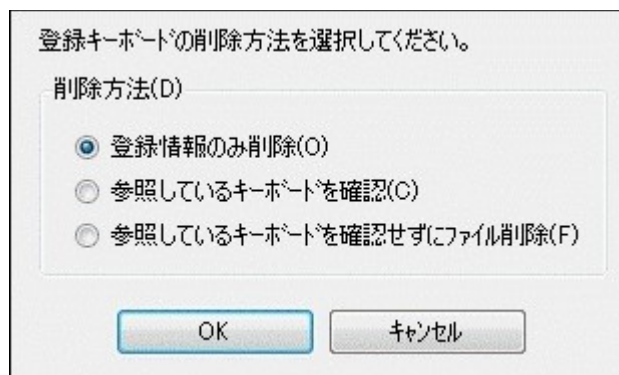 登録キーボードの削除方法を選択してください。
削除方法(D)
登録情報のみ削除(O)
参照しているキーボードを確認(C)
参照しているキーボードを確認せずにファイル削除(F)
OK
キャンセル